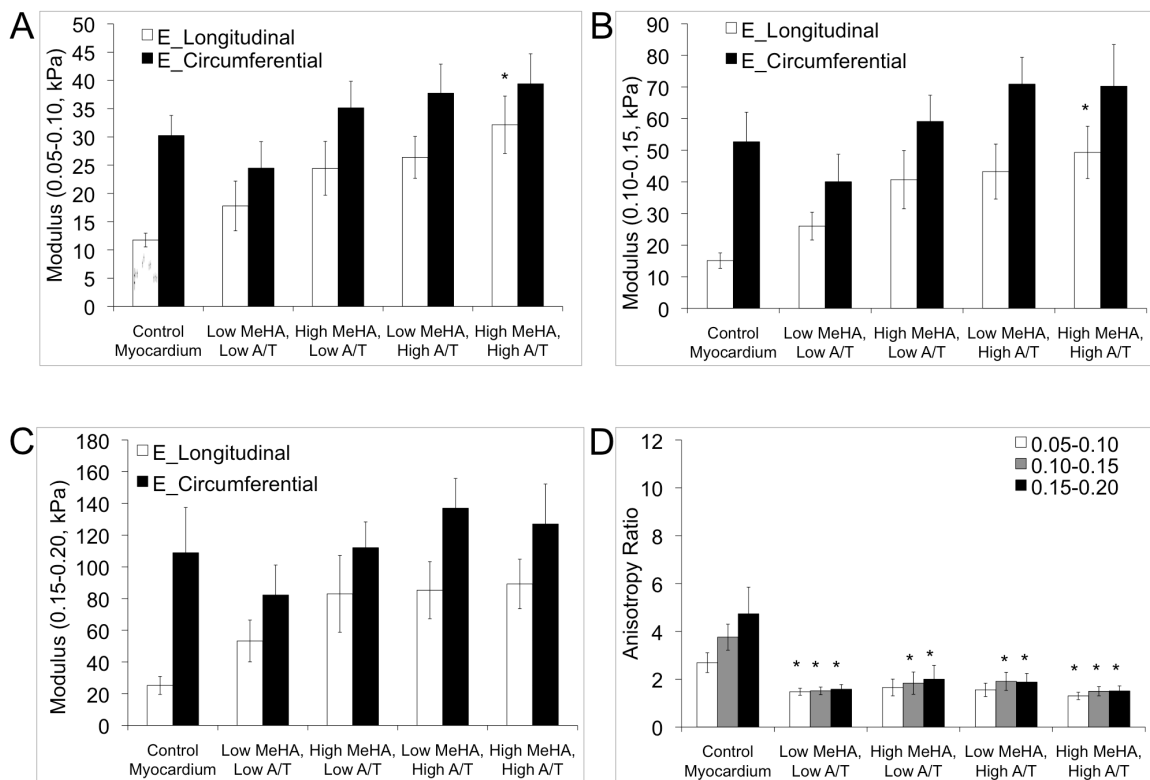 A
E_Longitudinal
E_Circumferential
Modulus (0.05-0.10, kPa)
50
45
40
35
30
25
20
15
10
5
0
*
Control
Myocardium
Low MeHA,
Low A/T
High MeHA,
Low A/T
Low MeHA,
High A/T
High MeHA,
High A/T
B
E_Longitudinal
E_Circumferential
Modulus (0.10-0.15, kPa)
90
80
70
60
50
40
30
20
10
0
*
Control
Myocardium
Low MeHA,
Low A/T
High MeHA,
Low A/T
Low MeHA,
High A/T
High MeHA,
High A/T
C
E_Longitudinal
E_Circumferential
Modulus (0.15-0.20, kPa)
180
160
140
120
100
80
60
40
20
0
Control
Myocardium
Low MeHA,
Low A/T
High MeHA,
Low A/T
Low MeHA,
High A/T
High MeHA,
High A/T
D
0.05-0.10
0.10-0.15
0.15-0.20
Anisotropy Ratio
12
10
8
6
4
2
0
* * *
* *
* *
* * *
Control
Myocardium
Low MeHA,
Low A/T
High MeHA,
Low A/T
Low MeHA,
High A/T
High MeHA,
High A/T